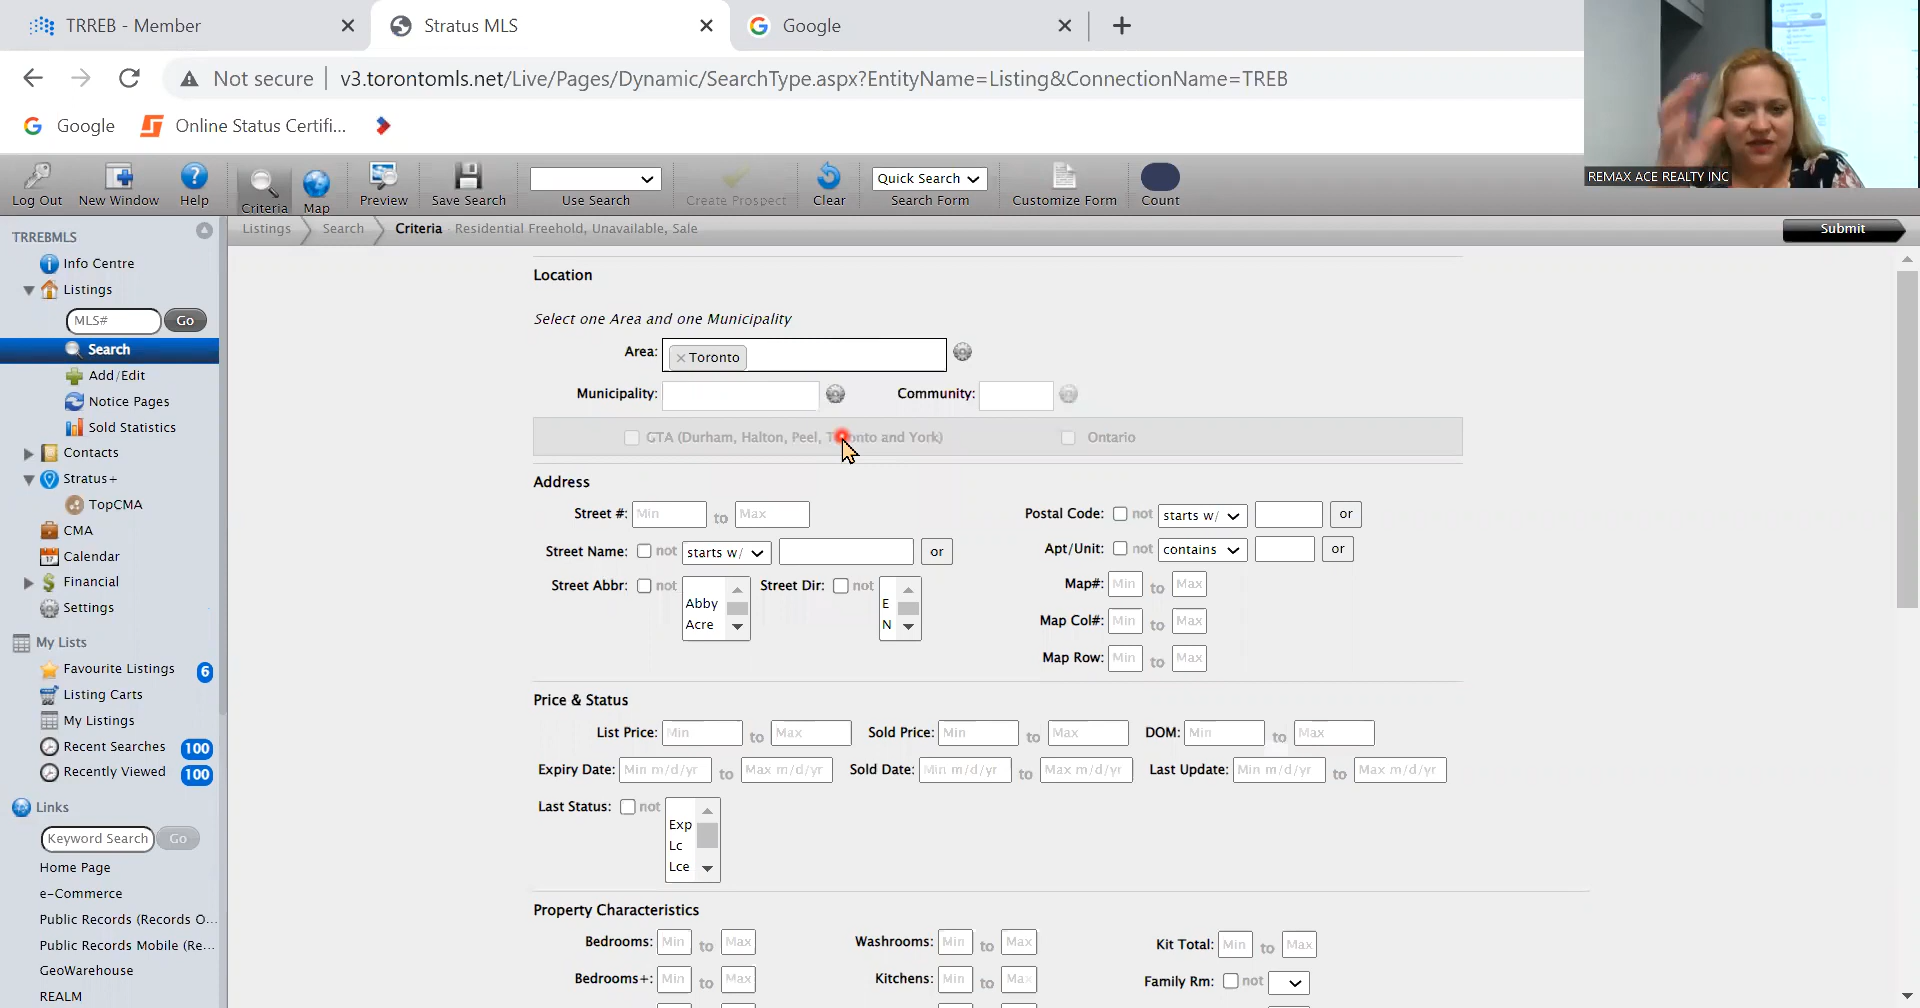 TRREB - Member
Stratus MLS
Google
Not secure
v3.torontomls.net/Live/Pages/Dynamic/SearchType.aspx?EntityName=Listing&ConnectionName=TREB
Google
Online Status Certifi...
REMAX ACE REALTY INC
Log Out
New Window
Help
Criteria
Map
Preview
Save Search
Use Search
Create Prospect
Clear
Quick Search
Search Form
Customize Form
Count
TRREBMLS
Listings
Search
Criteria
Residential Freehold, Unavailable, Sale
Submit
Info Centre
Listings
MLS#
Go
Search
Add/Edit
Notice Pages
Sold Statistics
Contacts
Stratus+
TopCMA
CMA
17
Calendar
Financial
Settings
My Lists
Favourite Listings
6
Listing Carts
My Listings
Recent Searches
100
Recently Viewed
100
Links
Keyword Search
Go
Home Page
e-Commerce
Public Records (Records O...
Public Records Mobile (Re...
GeoWarehouse
REALM
Location
Select one Area and one Municipality
Area: × Toronto
Municipality: Community:
GTA (Durham, Halton, Peel, Toronto and York) Ontario
Address
Street #: Min to Max
Postal Code: not starts w/ or
Street Name: not starts w/ or
Apt/Unit: not contains or
Street Abbr: not Abby Acre
Street Dir: not E N
Map#: Min to Max
Map Col#: Min to Max
Map Row: Min to Max
Price & Status
List Price: Min to Max Sold Price: Min to Max DOM: Min to Max
Expiry Date: Min m/d/yr to Max m/d/yr Sold Date: Min m/d/yr to Max m/d/yr Last Update: Min m/d/yr to Max m/d/yr
Last Status: not
Exp
Lc
Lce
Property Characteristics
Bedrooms: Min to Max Washrooms: Min to Max Kit Total: Min to Max
Bedrooms+: Min to Max Kitchens: Min to Max Family Rm: not